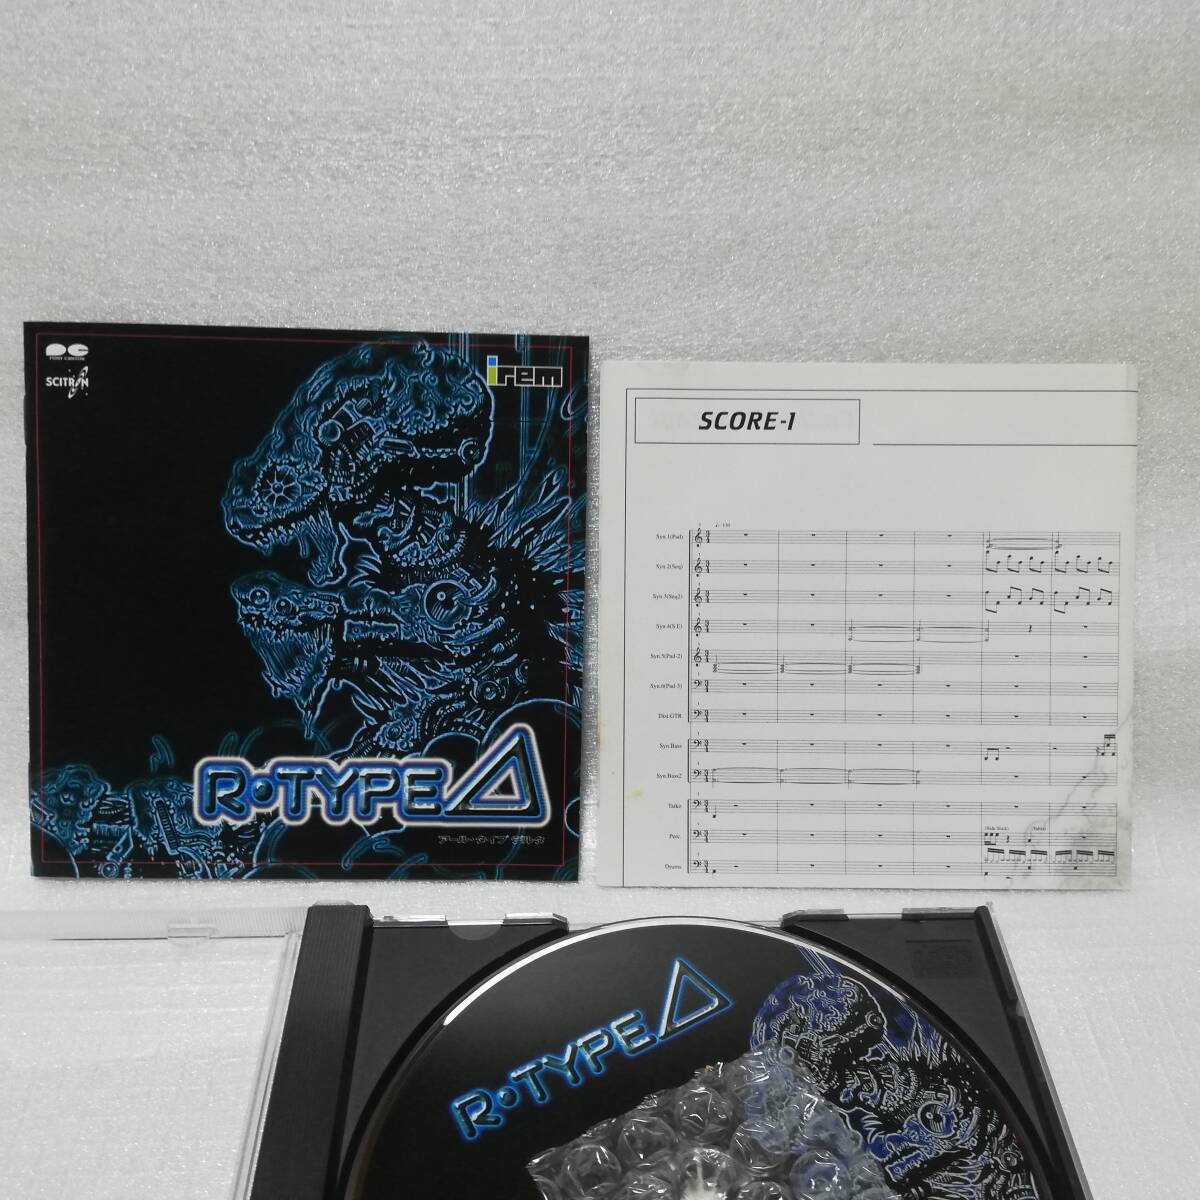 PONY CANYON
SCITRON
irem
R•TYPE Δ
アール・タイプ デルタ
SCORE-1
Syn.1(Pad)
Syn.2(Seq)
Syn.3(Seq2)
Syn.4(S E)
Syn.5(Pad-2)
Syn.6(Pad-3)
Dist.GTR
Syn.Bass
Syn.Bass2
Taiko
Perc.
Drums
R•TYPE Δ